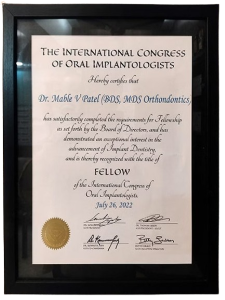 THE INTERNATIONAL CONGRESS
OF ORAL IMPLANTOLOGISTS
Hereby certifies that
Dr. Mable V Patel (BDS, MDS Orthondontics)
has satisfactorily completed the requirements for Fellowship
as set forth by the Board of Directors, and has
demonstrated an exceptional interest in the
advancement of Implant Dentistry,
and is thereby recognized with the title of
FELLOW
of the International Congress of
Oral Implantologists.
July 26, 2022